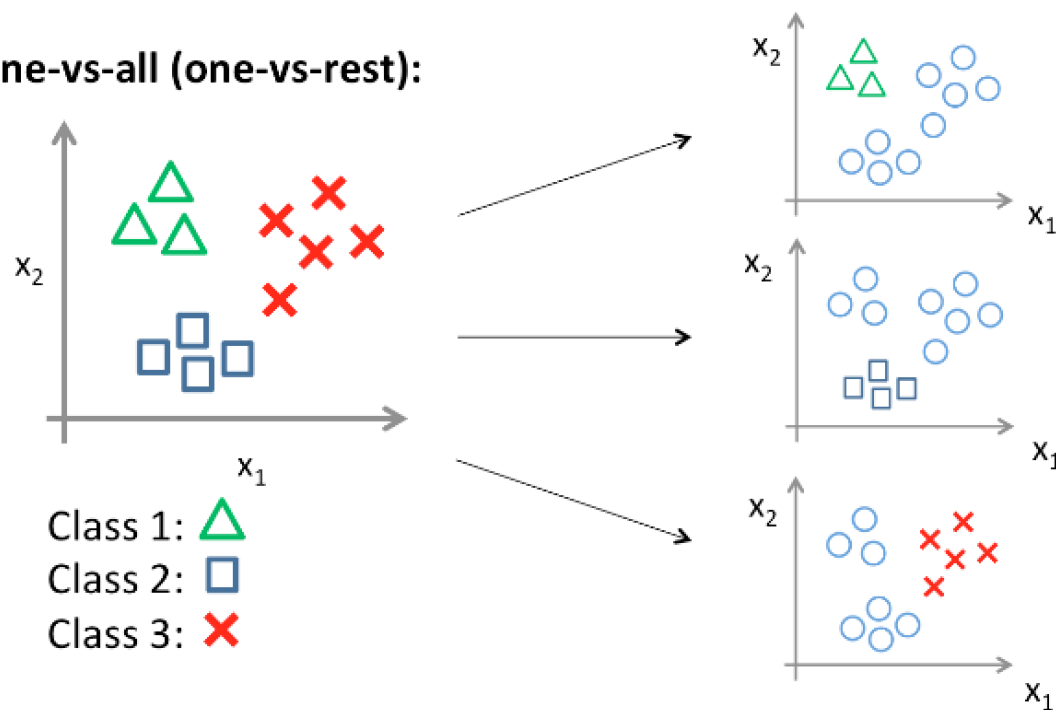 ne-vs-all (one-vs-rest):
x₂
x₁
Class 1:
Class 2:
Class 3:
x₂
x₁
x₂
x₁
x₂
x₁